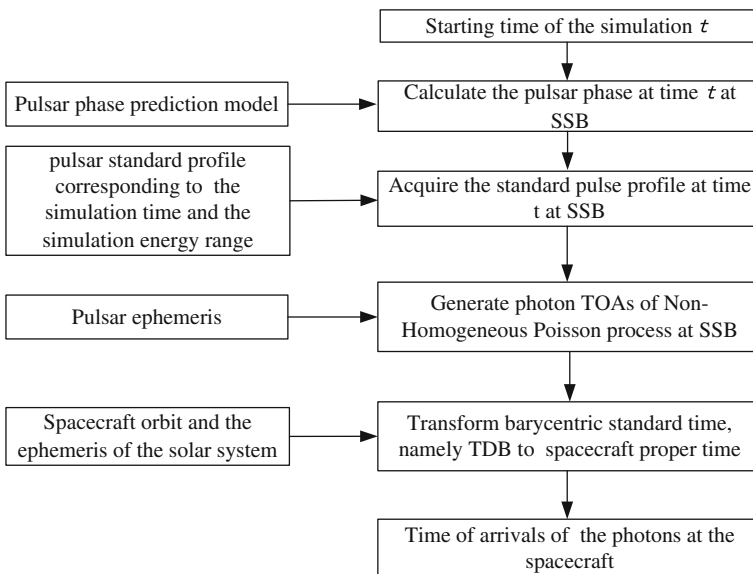 Starting time of the simulation t
Pulsar phase prediction model
Calculate the pulsar phase at time t at
SSB
pulsar standard profile
corresponding to the
simulation time and the
simulation energy range
Acquire the standard pulse profile at time
t at SSB
Pulsar ephemeris
Generate photon TOAs of Non-
Homogeneous Poisson process at SSB
Spacecraft orbit and the
ephemeris of the solar system
Transform barycentric standard time,
namely TDB to spacecraft proper time
Time of arrivals of the photons at the
spacecraft